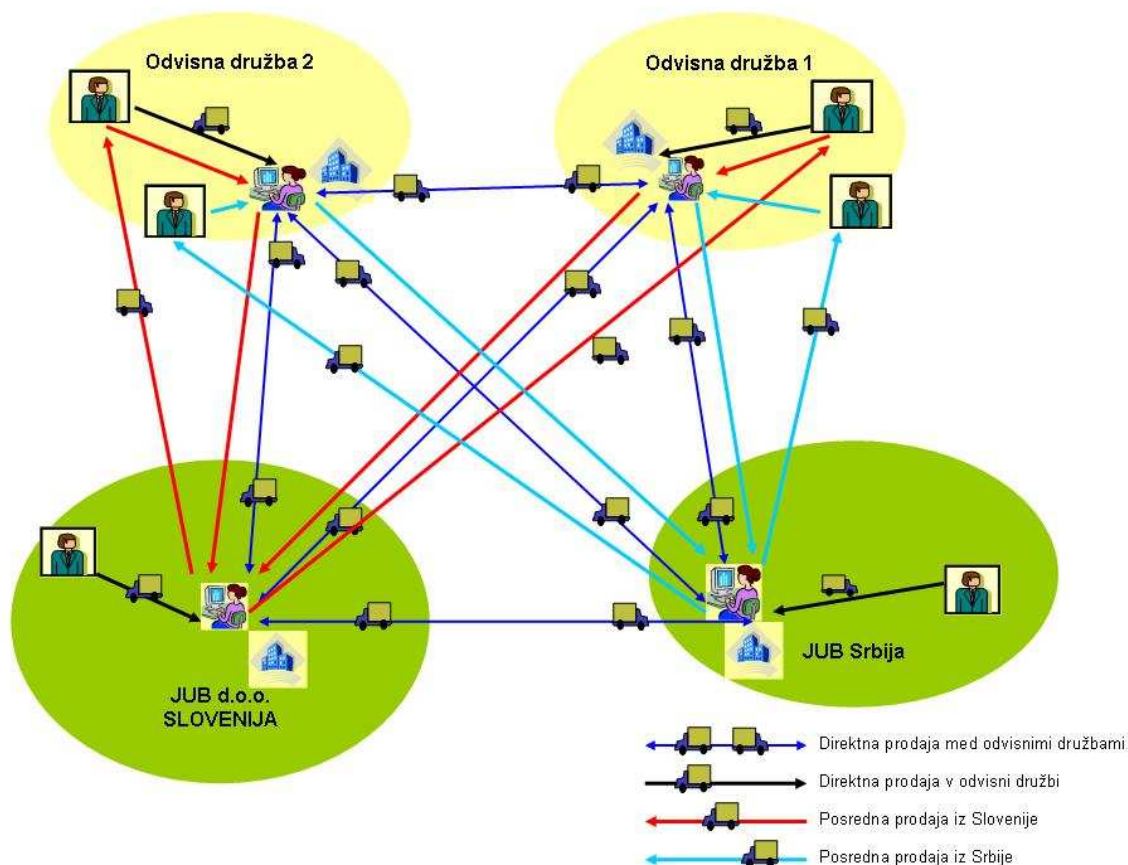 Odvisna družba 2
Odvisna družba 1
JUB d.o.o.
SLOVENIJA
JUB Srbija
Direktna prodaja med odvisnimi družbami
Direktna prodaja v odvisni družbi
Posredna prodaja iz Slovenije
Posredna prodaja iz Srbije